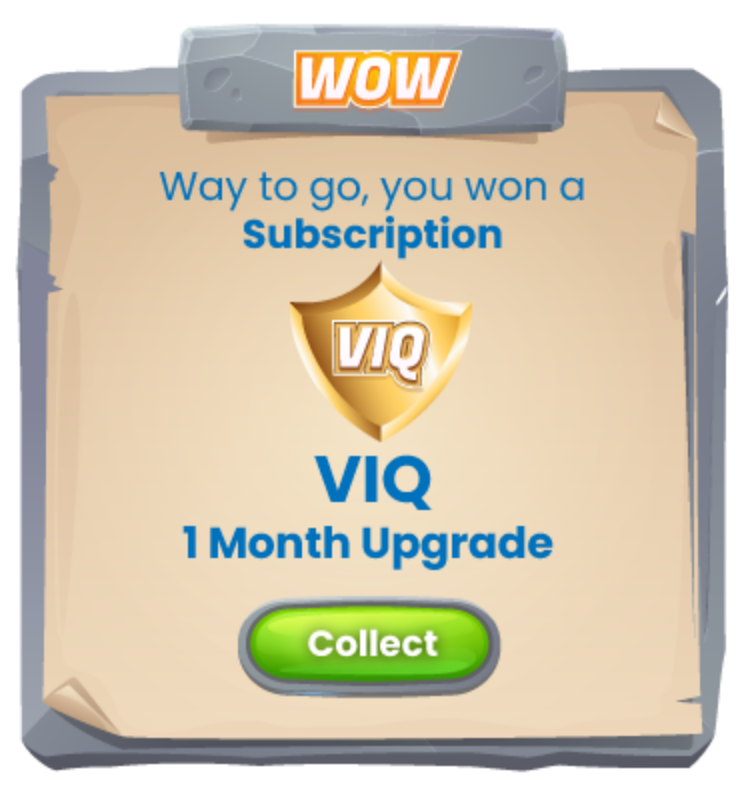 WOW
Way to go, you won a
Subscription
VIQ
VIQ
1 Month Upgrade
Collect